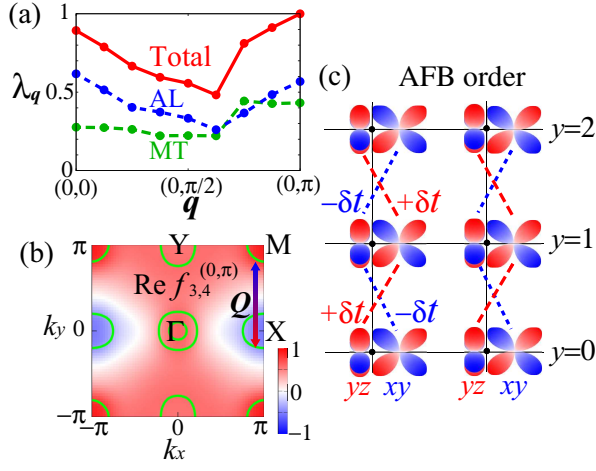 (a)
1
0.5
0
λq
Total
AL
MT
(0,0)
(0,π/2)
(0,π)
q
(b)
Y
M
π
Re f3,4(0,π)
Q
ky
0
Γ
X
1
0
−1
−π
−π
0
π
kx
(c)
AFB order
y=2
−δt
+δt
y=1
+δt
−δt
y=0
yz
xy
yz
xy